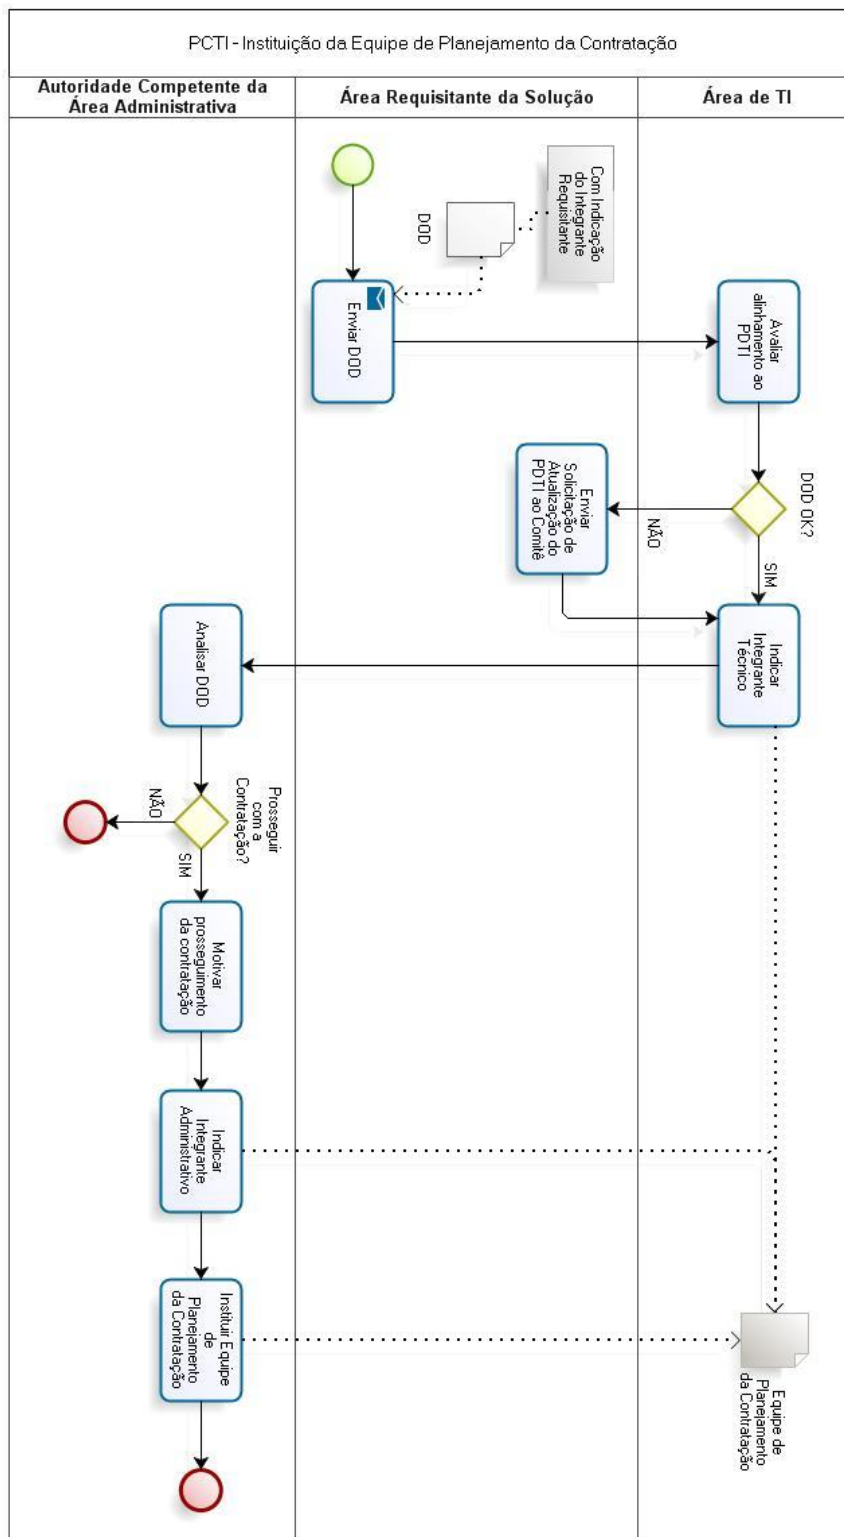 PCTI - Instituição da Equipe de Planejamento da Contratação
Autoridade Competente da
Área Administrativa
Área Requisitante da Solução
Área de TI
Com Indicação
do Integrante
Requisitante
DOD
Enviar DOD
Avaliar
alinhamento ao
PDTI
DOD OK?
NÃO
SIM
Enviar
Solicitação de
Atualização do
PDTI ao Comitê
Indicar
Integrante
Técnico
Analisar DOD
Prosseguir
com a
Contratação?
NÃO
SIM
Motivar
prosseguimento
da contratação
Indicar
Integrante
Administrativo
Instituir Equipe
de
Planejamento
da Contratação
Equipe de
Planejamento
da Contratação